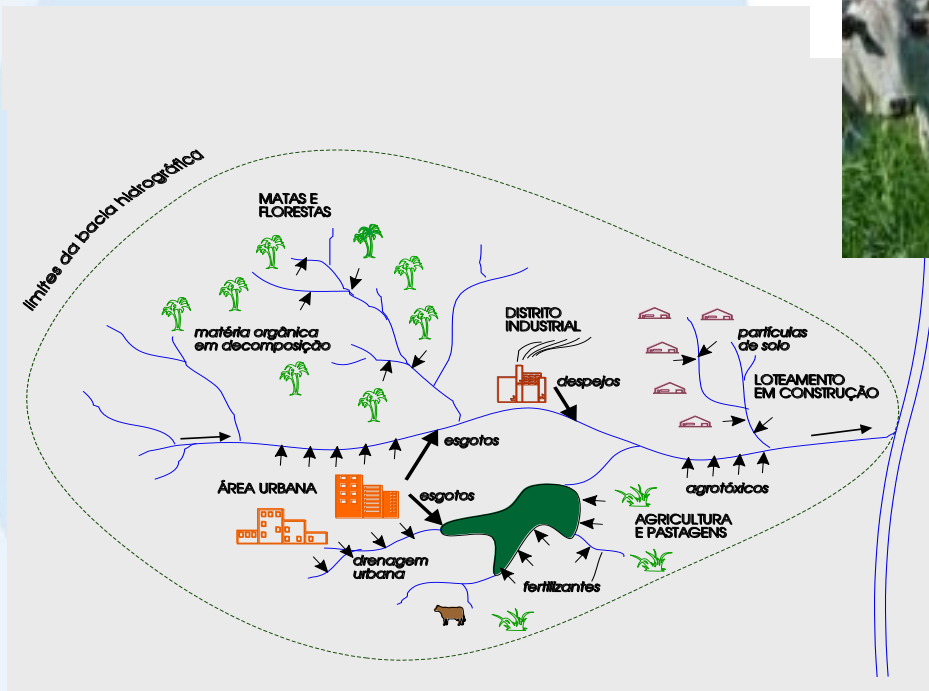 limites da bacia hidrográfica
MATAS E
FLORESTAS
matéria orgânica
em decomposição
DISTRITO
INDUSTRIAL
despejos
partículas
de solo
LOTEAMENTO
EM CONSTRUÇÃO
esgotos
ÁREA URBANA
esgotos
agrotóxicos
AGRICULTURA
E PASTAGENS
drenagem
urbana
fertilizantes